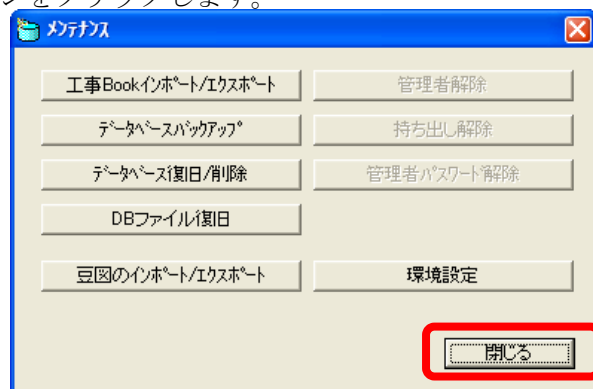 ンをクリックします。
ﾒﾝﾃﾅﾝｽ
工事Bookｲﾝﾎﾟｰﾄ/ｴｸｽﾎﾟｰﾄ
管理者解除
ﾃﾞｰﾀﾍﾞｰｽﾊﾞｯｸｱｯﾌﾟ
持ち出し解除
ﾃﾞｰﾀﾍﾞｰｽ復旧/削除
管理者ﾊﾟｽﾜｰﾄﾞ解除
DBファイル復旧
豆図のｲﾝﾎﾟｰﾄ/ｴｸｽﾎﾟｰﾄ
環境設定
閉じる